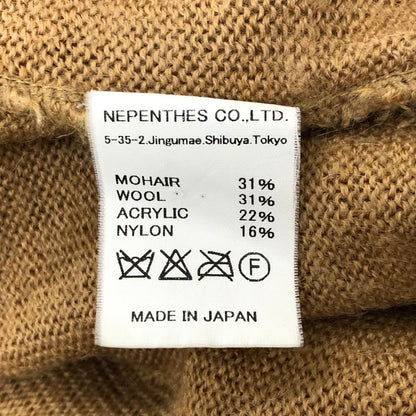 NEPENTHES CO.,LTD.
5-35-2.Jingumae.Shibuya.Tokyo
MOHAIR 31%
WOOL 31%
ACRYLIC 22%
NYLON 16%
F
MADE IN JAPAN